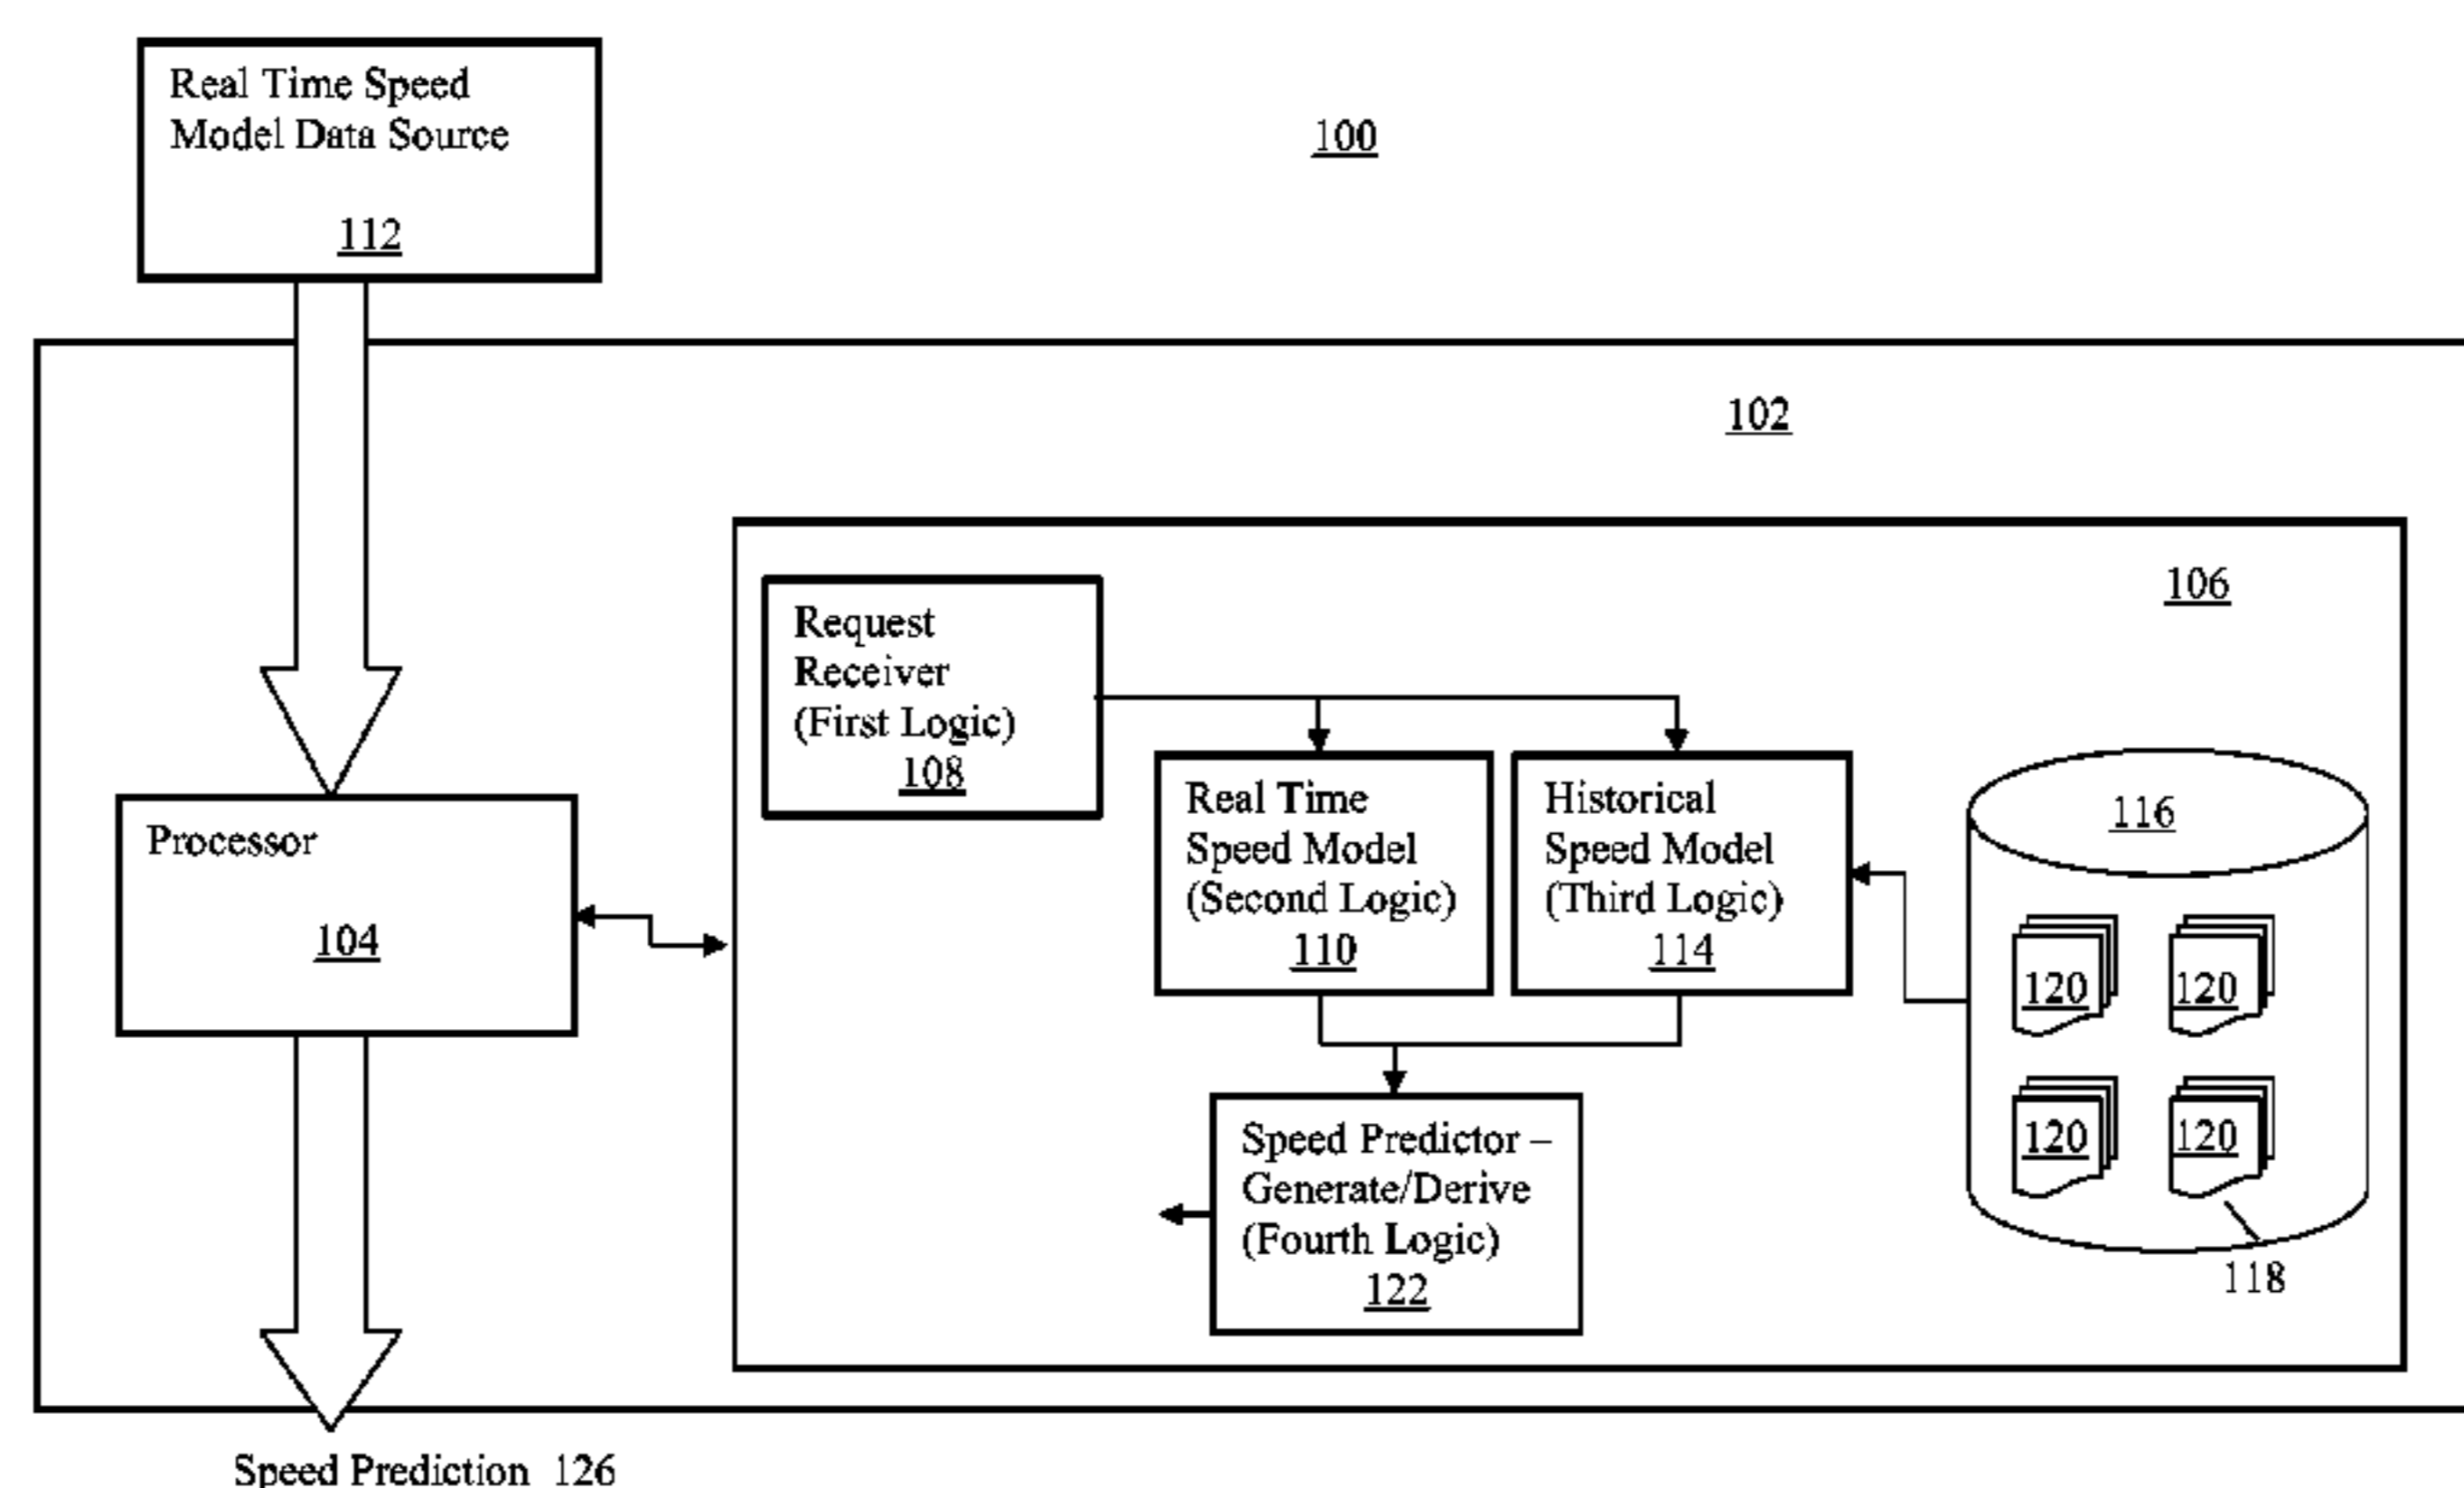 Real Time Speed
Model Data Source
112
100
102
106
Request
Receiver
(First Logic)
108
Real Time
Speed Model
(Second Logic)
110
Historical
Speed Model
(Third Logic)
114
116
120
120
120
120
118
Processor
104
Speed Predictor –
Generate/Derive
(Fourth Logic)
122
Speed Prediction 126